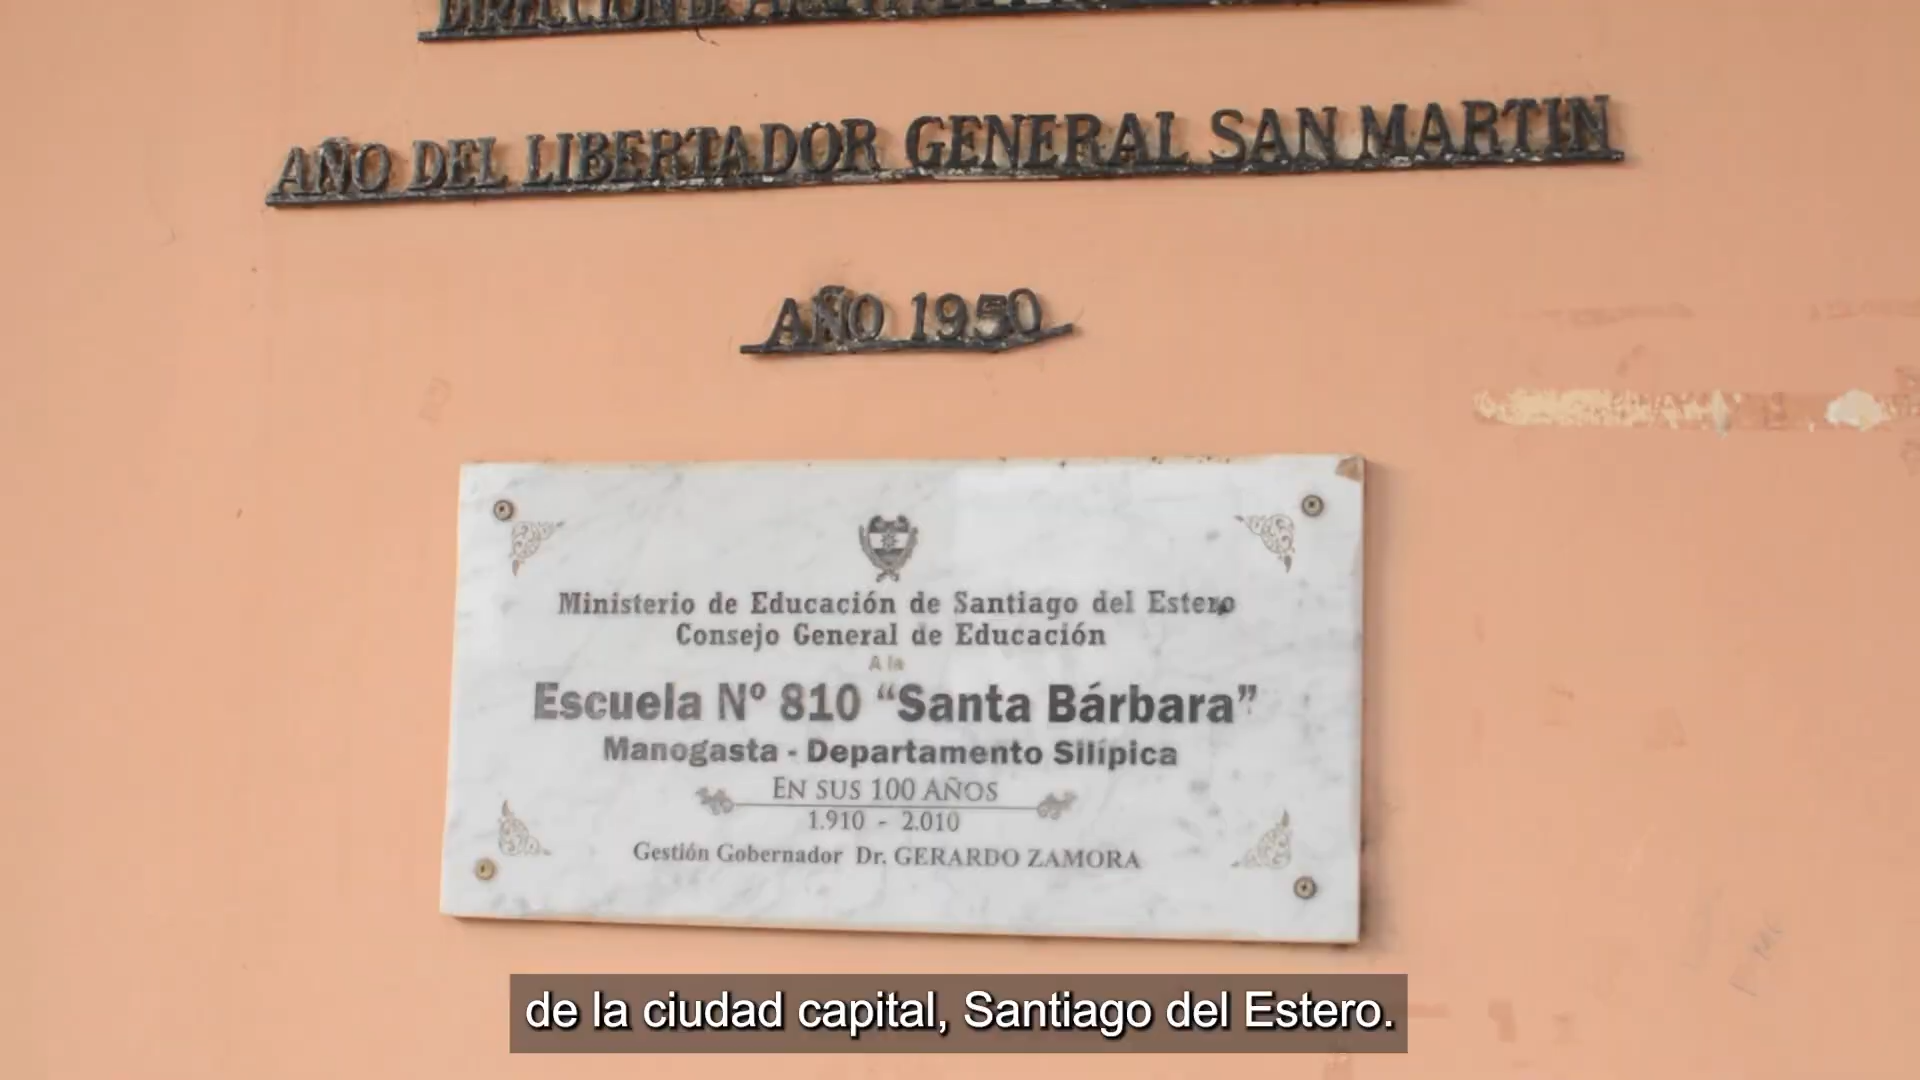 AÑO DEL LIBERTADOR GENERAL SAN MARTIN
AÑO 1950
Ministerio de Educación de Santiago del Estero
Consejo General de Educación
A la
Escuela Nº 810 “Santa Bárbara”
Manogasta - Departamento Silípica
EN SUS 100 AÑOS
1.910 - 2.010
Gestión Gobernador Dr. GERARDO ZAMORA
de la ciudad capital, Santiago del Estero.